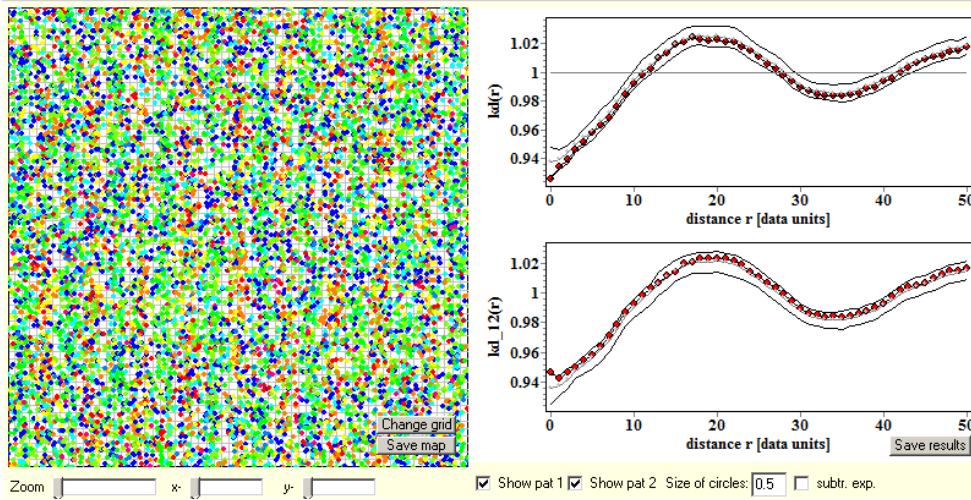 1.02
1
0.98
0.96
0.94
kd(r)
0 10 20 30 40 50
distance r [data units]
1.02
1
0.98
0.96
0.94
kd_12(r)
0 10 20 30 40 50
distance r [data units]
Change grid
Save map
Save results
Zoom x- y- Show pat 1 Show pat 2 Size of circles: 0.5 subtr. exp.